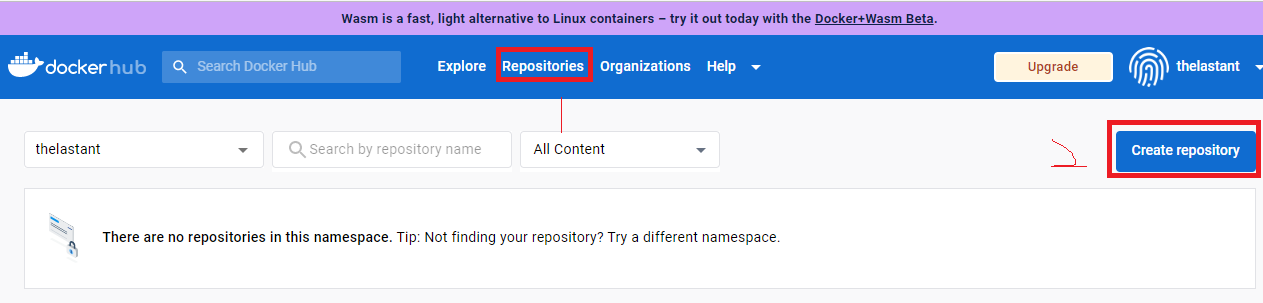 Wasm is a fast, light alternative to Linux containers – try it out today with the Docker+Wasm Beta.
dockerhub Search Docker Hub Explore Repositories Organizations Help Upgrade thelastant
thelastant Search by repository name All Content Create repository
There are no repositories in this namespace. Tip: Not finding your repository? Try a different namespace.